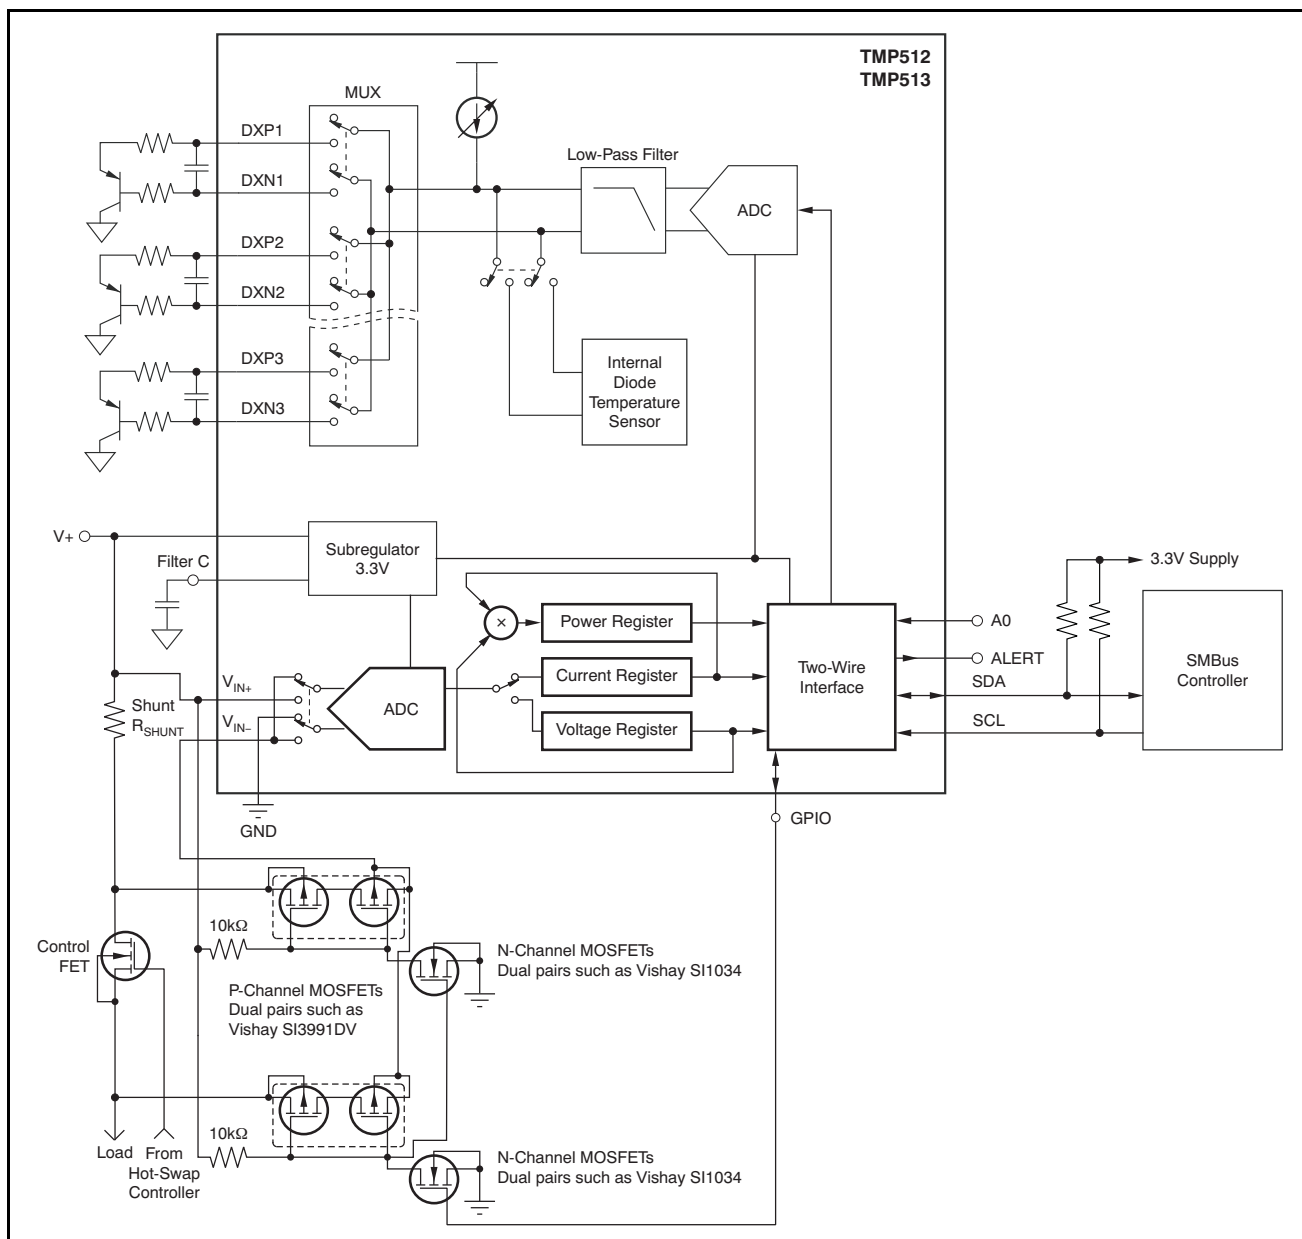 TMP512
TMP513
MUX
DXP1
DXN1
DXP2
DXN2
DXP3
DXN3
Low-Pass Filter
ADC
Internal
Diode
Temperature
Sensor
V+
Filter C
Subregulator
3.3V
3.3V Supply
×
Power Register
Current Register
Voltage Register
Two-Wire
Interface
A0
ALERT
SDA
SCL
SMBus
Controller
Shunt
RSHUNT
VIN+
VIN–
ADC
GND
GPIO
10kΩ
Control
FET
P-Channel MOSFETs
Dual pairs such as
Vishay SI3991DV
N-Channel MOSFETs
Dual pairs such as Vishay SI1034
10kΩ
Load
From
Hot-Swap
Controller
N-Channel MOSFETs
Dual pairs such as Vishay SI1034